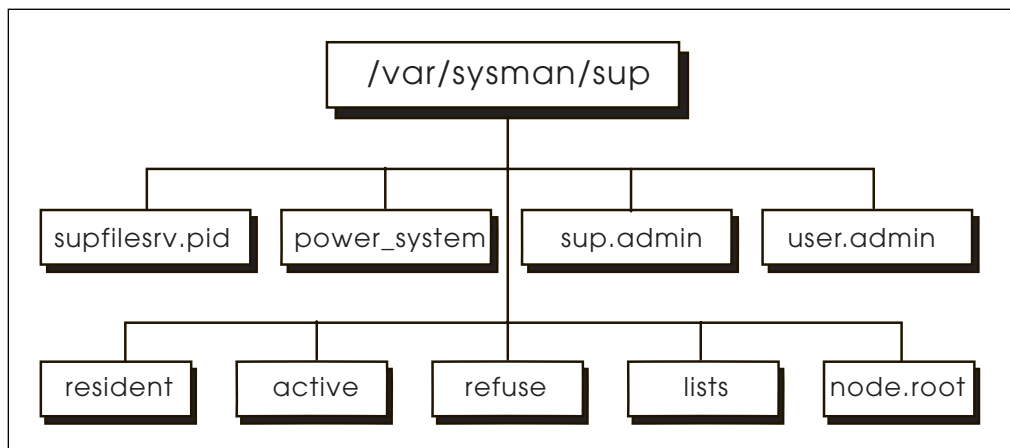 /var/sysman/sup
supfilesrv.pid
power_system
sup.admin
user.admin
resident
active
refuse
lists
node.root